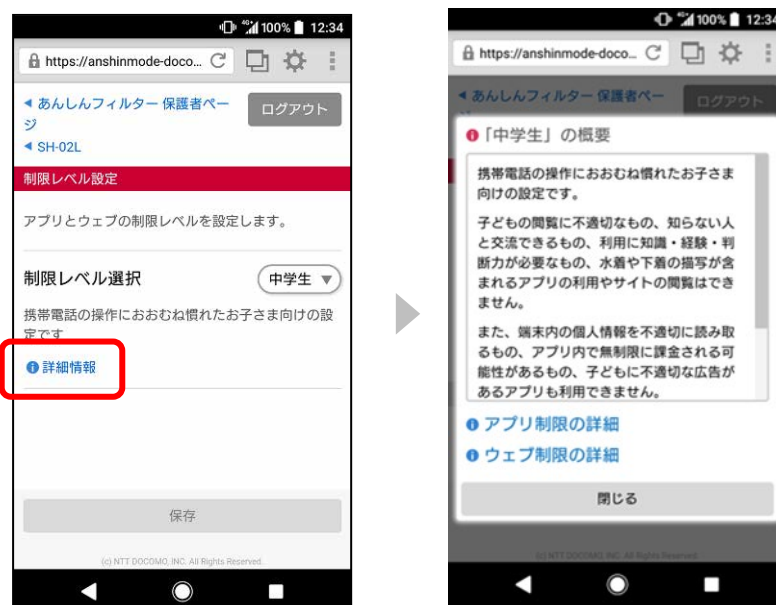 100% 12:34
https://anshinmode-doco...
あんしんフィルター 保護者ペー
ジ
ログアウト
SH-02L
制限レベル設定
アプリとウェブの制限レベルを設定します。
制限レベル選択
中学生
携帯電話の操作におおむね慣れたお子さま向けの設
定です
詳細情報
保存
(c) NTT DOCOMO, INC. All Rights Reserved.
100% 12:34
https://anshinmode-doco...
あんしんフィルター 保護者ペー
ログアウト
「中学生」の概要
携帯電話の操作におおむね慣れたお子さま
向けの設定です。
子どもの閲覧に不適切なもの、知らない人
と交流できるもの、利用に知識・経験・判
断力が必要なもの、水着や下着の描写が含
まれるアプリの利用やサイトの閲覧はでき
ません。
また、端末内の個人情報を不適切に読み取
るもの、アプリ内で無制限に課金される可
能性があるもの、子どもに不適切な広告が
あるアプリも利用できません。
アプリ制限の詳細
ウェブ制限の詳細
閉じる
(c) NTT DOCOMO, INC. All Rights Reserved.